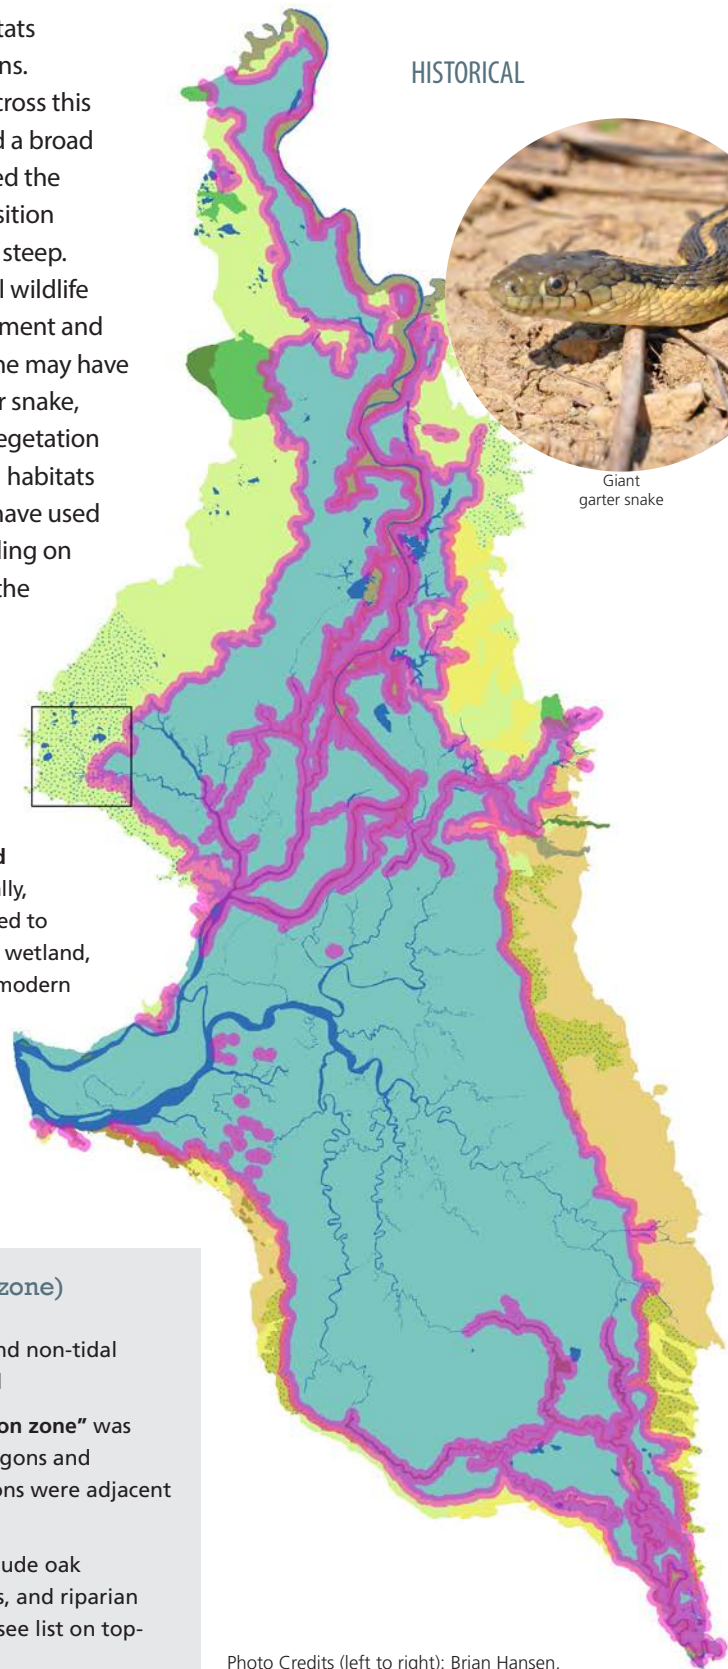 tats
ns.
cross this
d a broad
ed the
sition
steep.
l wildlife
ment and
ne may have
r snake,
egetation
habitats
have used
ling on
the
HISTORICAL
Giant
garter snake
d
ally,
ed to
wetland,
modern
zone)
nd non-tidal
d
on zone” was
gons and
ons were adjacent
ude oak
s, and riparian
see list on top-
Photo Credits (left to right): Brian Hansen,